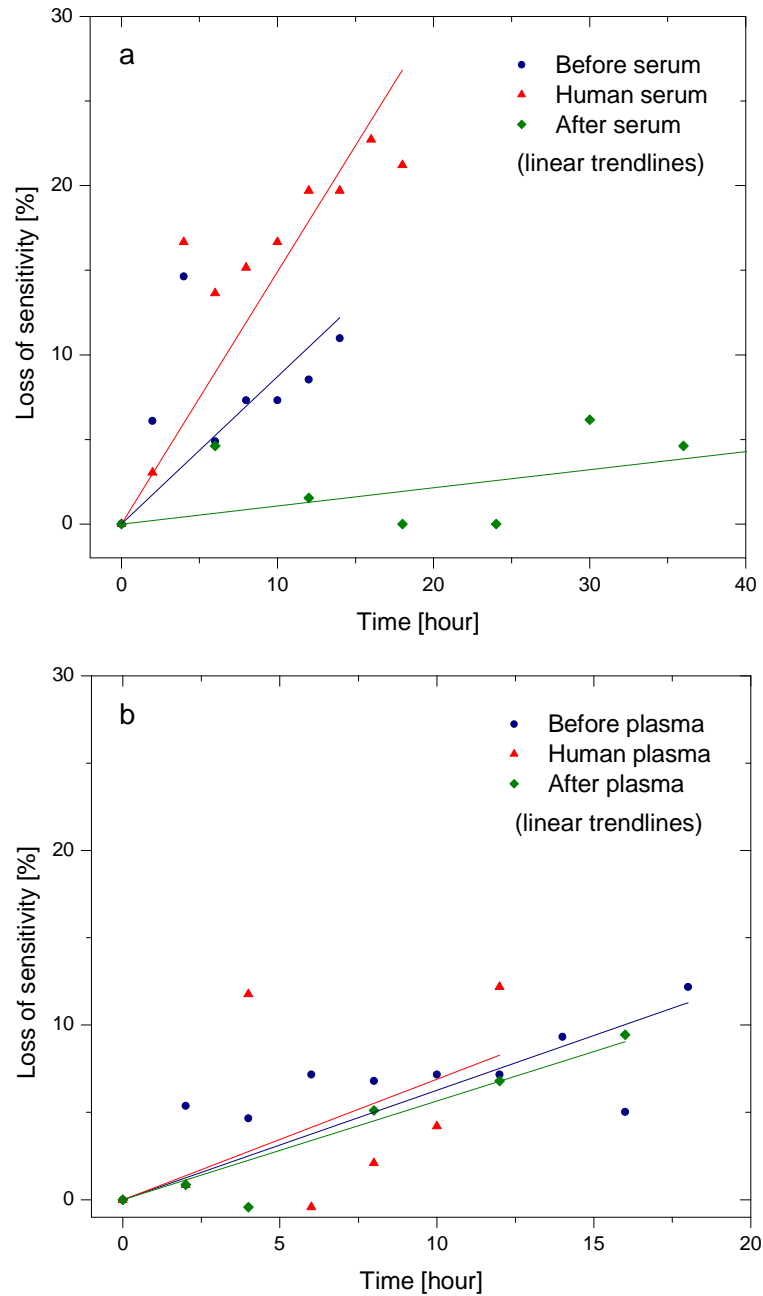 30
a
Before serum
Human serum
After serum
(linear trendlines)
20
10
0
Loss of sensitivity [%]
0 10 20 30 40
Time [hour]
30
b
Before plasma
Human plasma
After plasma
(linear trendlines)
20
10
0
Loss of sensitivity [%]
0 5 10 15 20
Time [hour]